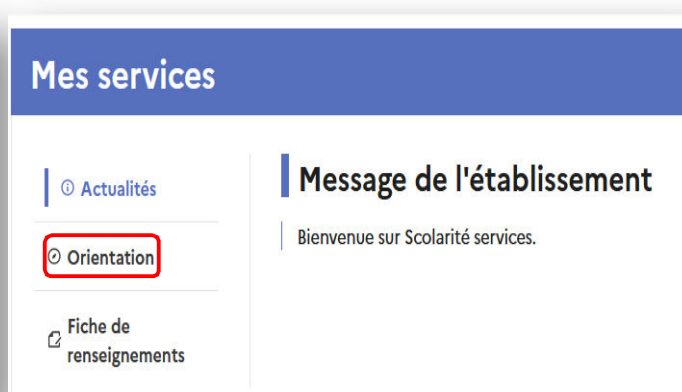 Mes services
Actualités
Orientation
Fiche de
renseignements
Message de l'établissement
Bienvenue sur Scolarité services.